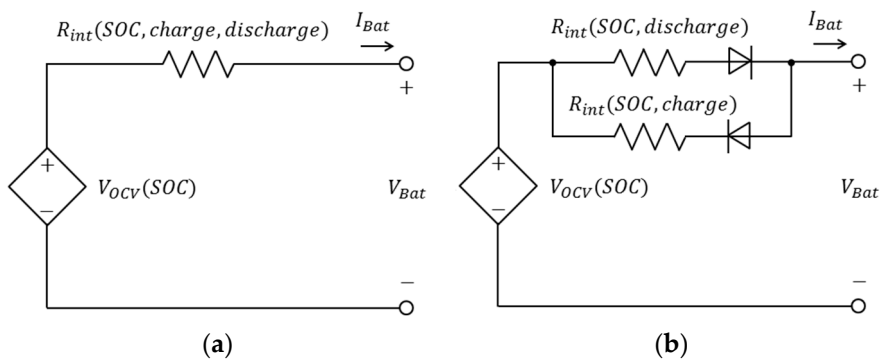 R_int(SOC, charge, discharge)
I_Bat
+
+
−
V_OCV(SOC)
V_Bat
−
(a)
R_int(SOC, discharge)
I_Bat
+
R_int(SOC, charge)
+
−
V_OCV(SOC)
V_Bat
−
(b)